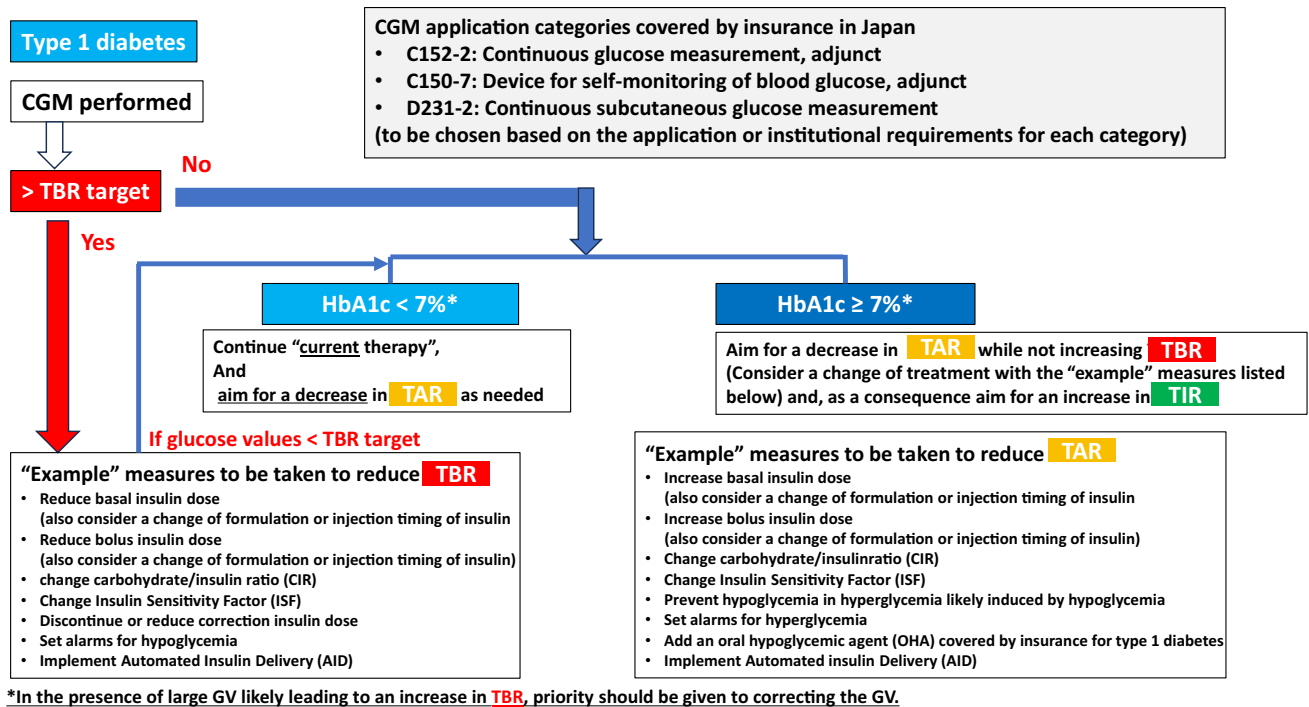 Type 1 diabetes
CGM performed
> TBR target
No
Yes
CGM application categories covered by insurance in Japan
• C152-2: Continuous glucose measurement, adjunct
• C150-7: Device for self-monitoring of blood glucose, adjunct
• D231-2: Continuous subcutaneous glucose measurement
(to be chosen based on the application or institutional requirements for each category)
HbA1c < 7%*
Continue “current therapy”,
And
aim for a decrease in TAR as needed
HbA1c ≥ 7%*
Aim for a decrease in TAR while not increasing TBR
(Consider a change of treatment with the “example” measures listed
below) and, as a consequence aim for an increase in TIR
If glucose values < TBR target
“Example” measures to be taken to reduce TBR
• Reduce basal insulin dose
(also consider a change of formulation or injection timing of insulin
• Reduce bolus insulin dose
(also consider a change of formulation or injection timing of insulin)
• change carbohydrate/insulin ratio (CIR)
• Change Insulin Sensitivity Factor (ISF)
• Discontinue or reduce correction insulin dose
• Set alarms for hypoglycemia
• Implement Automated Insulin Delivery (AID)
“Example” measures to be taken to reduce TAR
• Increase basal insulin dose
(also consider a change of formulation or injection timing of insulin
• Increase bolus insulin dose
(also consider a change of formulation or injection timing of insulin)
• Change carbohydrate/insulinratio (CIR)
• Change Insulin Sensitivity Factor (ISF)
• Prevent hypoglycemia in hyperglycemia likely induced by hypoglycemia
• Set alarms for hyperglycemia
• Add an oral hypoglycemic agent (OHA) covered by insurance for type 1 diabetes
• Implement Automated insulin Delivery (AID)
*In the presence of large GV likely leading to an increase in TBR, priority should be given to correcting the GV.